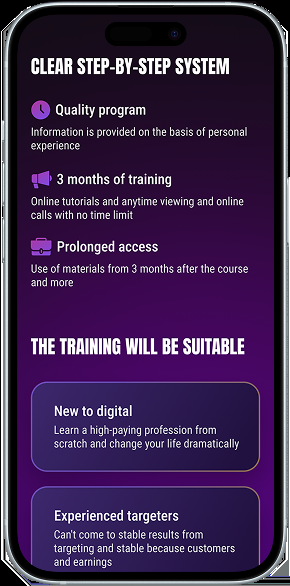 CLEAR STEP-BY-STEP SYSTEM
Quality program
Information is provided on the basis of personal
experience
3 months of training
Online tutorials and anytime viewing and online
calls with no time limit
Prolonged access
Use of materials from 3 months after the course
and more
THE TRAINING WILL BE SUITABLE
New to digital
Learn a high-paying profession from
scratch and change your life dramatically
Experienced targeters
Can't come to stable results from
targeting and stable because customers
and earnings